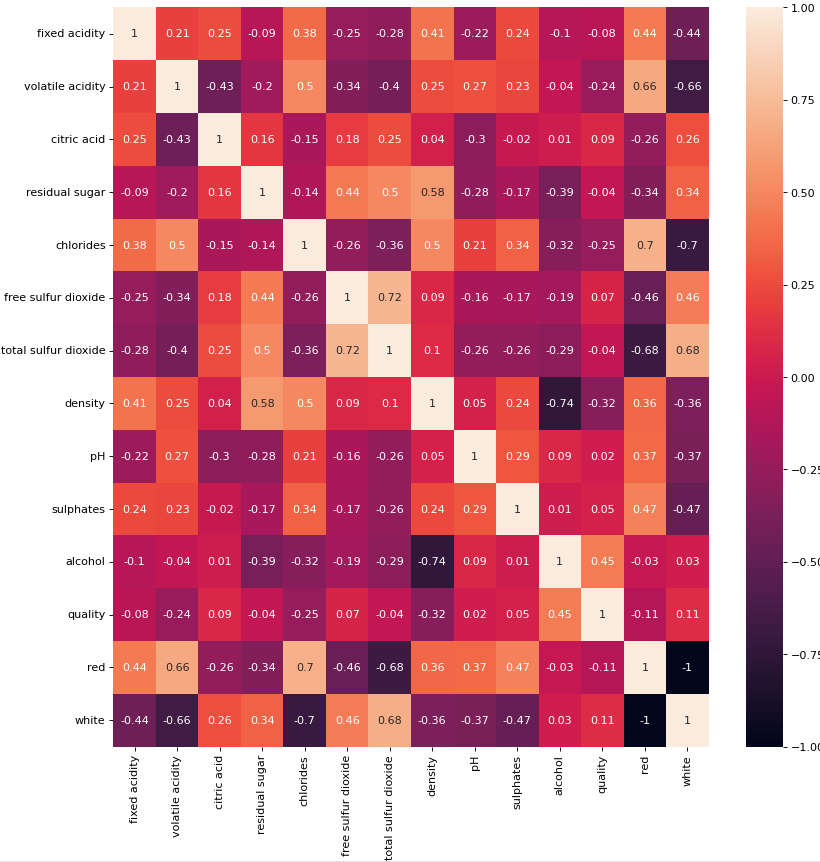 fixed acidity 1 0.21 0.25 -0.09 0.38 -0.25 -0.28 0.41 -0.22 0.24 -0.1 -0.08 0.44 -0.44
volatile acidity 0.21 1 -0.43 -0.2 0.5 -0.34 -0.4 0.25 0.27 0.23 -0.04 -0.24 0.66 -0.66
citric acid 0.25 -0.43 1 0.16 -0.15 0.18 0.25 0.04 -0.3 -0.02 0.01 0.09 -0.26 0.26
residual sugar -0.09 -0.2 0.16 1 -0.14 0.44 0.5 0.58 -0.28 -0.17 -0.39 -0.04 -0.34 0.34
chlorides 0.38 0.5 -0.15 -0.14 1 -0.26 -0.36 0.5 0.21 0.34 -0.32 -0.25 0.7 -0.7
free sulfur dioxide -0.25 -0.34 0.18 0.44 -0.26 1 0.72 0.09 -0.16 -0.17 -0.19 0.07 -0.46 0.46
total sulfur dioxide -0.28 -0.4 0.25 0.5 -0.36 0.72 1 0.1 -0.26 -0.26 -0.29 -0.04 -0.68 0.68
density 0.41 0.25 0.04 0.58 0.5 0.09 0.1 1 0.05 0.24 -0.74 -0.32 0.36 -0.36
pH -0.22 0.27 -0.3 -0.28 0.21 -0.16 -0.26 0.05 1 0.29 0.09 0.02 0.37 -0.37
sulphates 0.24 0.23 -0.02 -0.17 0.34 -0.17 -0.26 0.24 0.29 1 0.01 0.05 0.47 -0.47
alcohol -0.1 -0.04 0.01 -0.39 -0.32 -0.19 -0.29 -0.74 0.09 0.01 1 0.45 -0.03 0.03
quality -0.08 -0.24 0.09 -0.04 -0.25 0.07 -0.04 -0.32 0.02 0.05 0.45 1 -0.11 0.11
red 0.44 0.66 -0.26 -0.34 0.7 -0.46 -0.68 0.36 0.37 0.47 -0.03 -0.11 1 -1
white -0.44 -0.66 0.26 0.34 -0.7 0.46 0.68 -0.36 -0.37 -0.47 0.03 0.11 -1 1
fixed acidity
volatile acidity
citric acid
residual sugar
chlorides
free sulfur dioxide
total sulfur dioxide
density
pH
sulphates
alcohol
quality
red
white
1.00
0.75
0.50
0.25
0.00
−0.25
−0.50
−0.75
−1.00